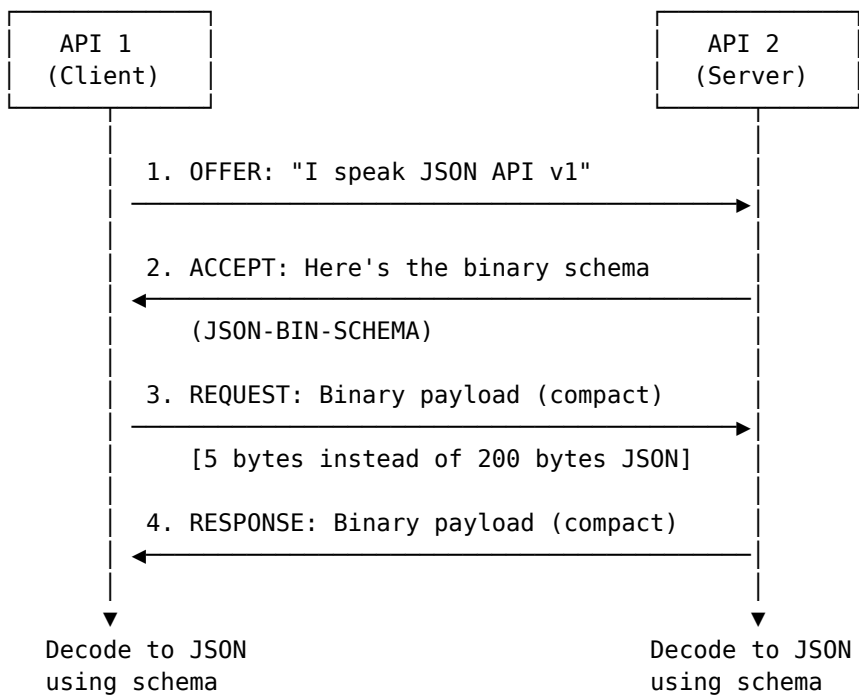 API 1
(Client)
API 2
(Server)
1. OFFER: "I speak JSON API v1"
2. ACCEPT: Here's the binary schema
(JSON-BIN-SCHEMA)
3. REQUEST: Binary payload (compact)
[5 bytes instead of 200 bytes JSON]
4. RESPONSE: Binary payload (compact)
Decode to JSON
using schema
Decode to JSON
using schema